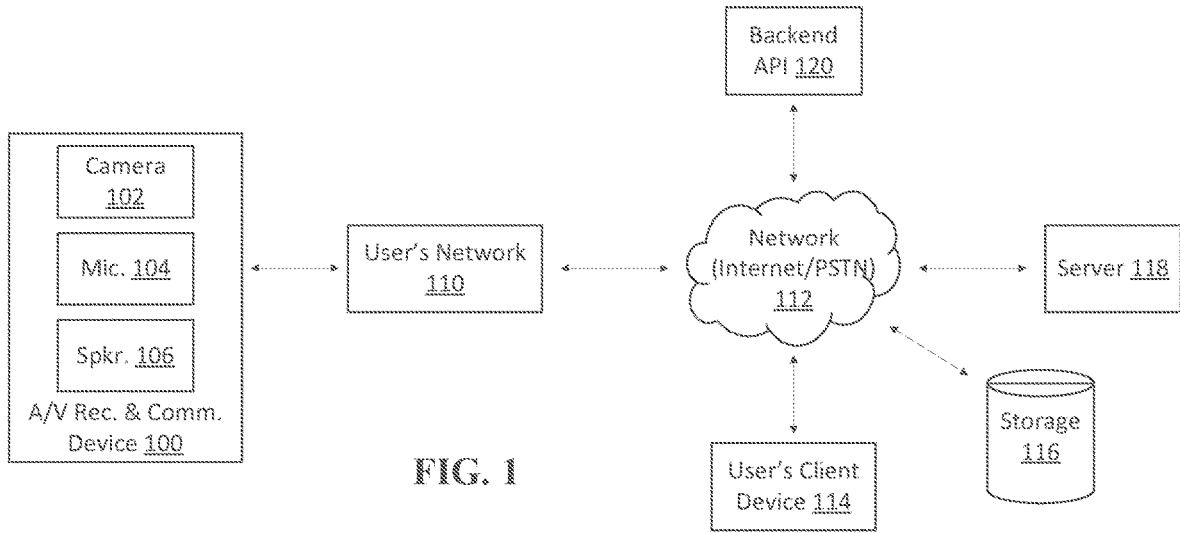 Backend
API 120
Camera
102
Mic. 104
Spkr. 106
A/V Rec. & Comm.
Device 100
User's Network
110
Network
(Internet/PSTN)
112
Server 118
Storage
116
User's Client
Device 114
FIG. 1